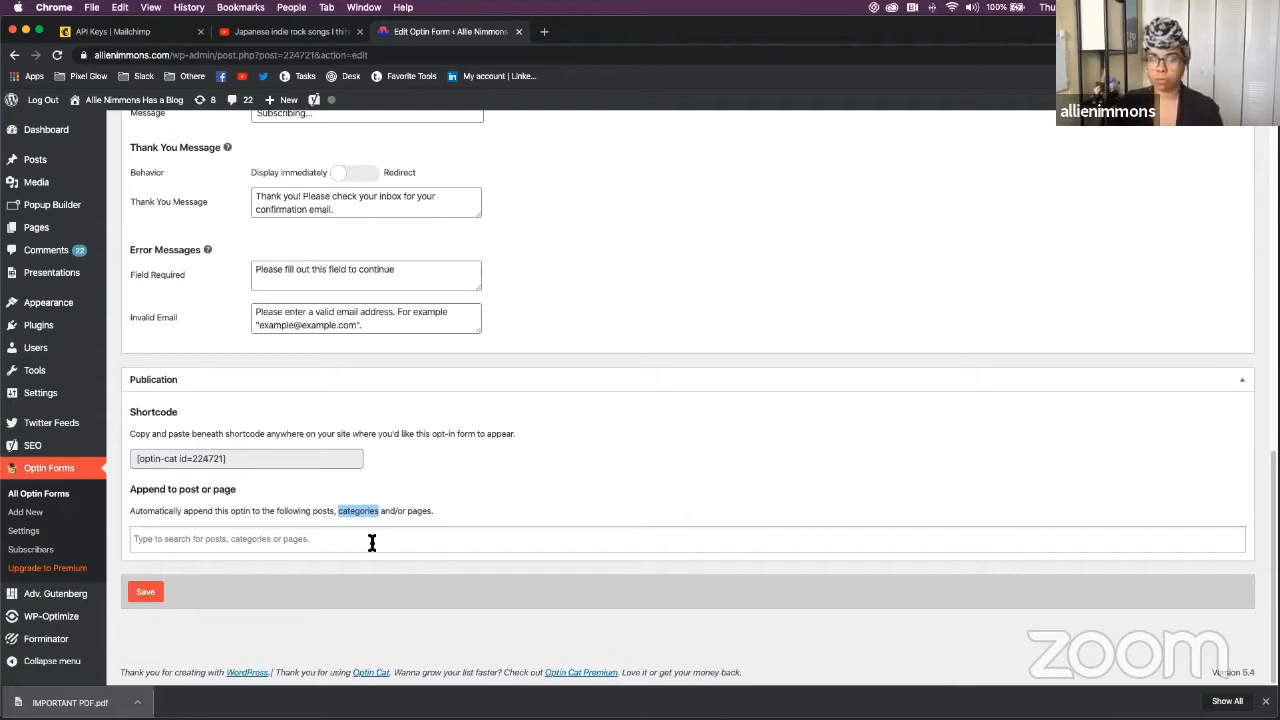 Chrome File Edit View History Bookmarks People Tab Window Help 100% Thu
API Keys | Mailchimp × Japanese indie rock songs I thi × Edit Optin Form ‹ Allie Nimmons × +
allienimmons.com/wp-admin/post.php?post=224721&action=edit
Apps Pixel Glow Others Tasks Desk Favorite Tools My account | Linke...
Log Out Allie Nimmons Has a Blog 8 22 + New
allienimmons
Dashboard
Posts
Media
Popup Builder
Pages
Comments 22
Presentations
Appearance
Plugins
Users
Tools
Settings
Twitter Feeds
SEO
Optin Forms
All Optin Forms
Add New
Settings
Subscribers
Upgrade to Premium
Adv. Gutenberg
WP-Optimize
Forminator
Collapse menu
Message Subscribing...
Thank You Message
Behavior Display immediately Redirect
Thank You Message Thank you! Please check your inbox for your
confirmation email.
Error Messages
Field Required Please fill out this field to continue
Invalid Email Please enter a valid email address. For example
"example@example.com".
Publication
Shortcode
Copy and paste beneath shortcode anywhere on your site where you'd like this opt-in form to appear.
[optin-cat id=224721]
Append to post or page
Automatically append this optin to the following posts, categories and/or pages.
Type to search for posts, categories or pages.
Save
Thank you for creating with WordPress.| Thank you for using Optin Cat. Wanna grow your list faster? Check out Optin Cat Premium. Love it or get your money back.
Version 5.4
zoom
IMPORTANT PDF.pdf
Show All ×